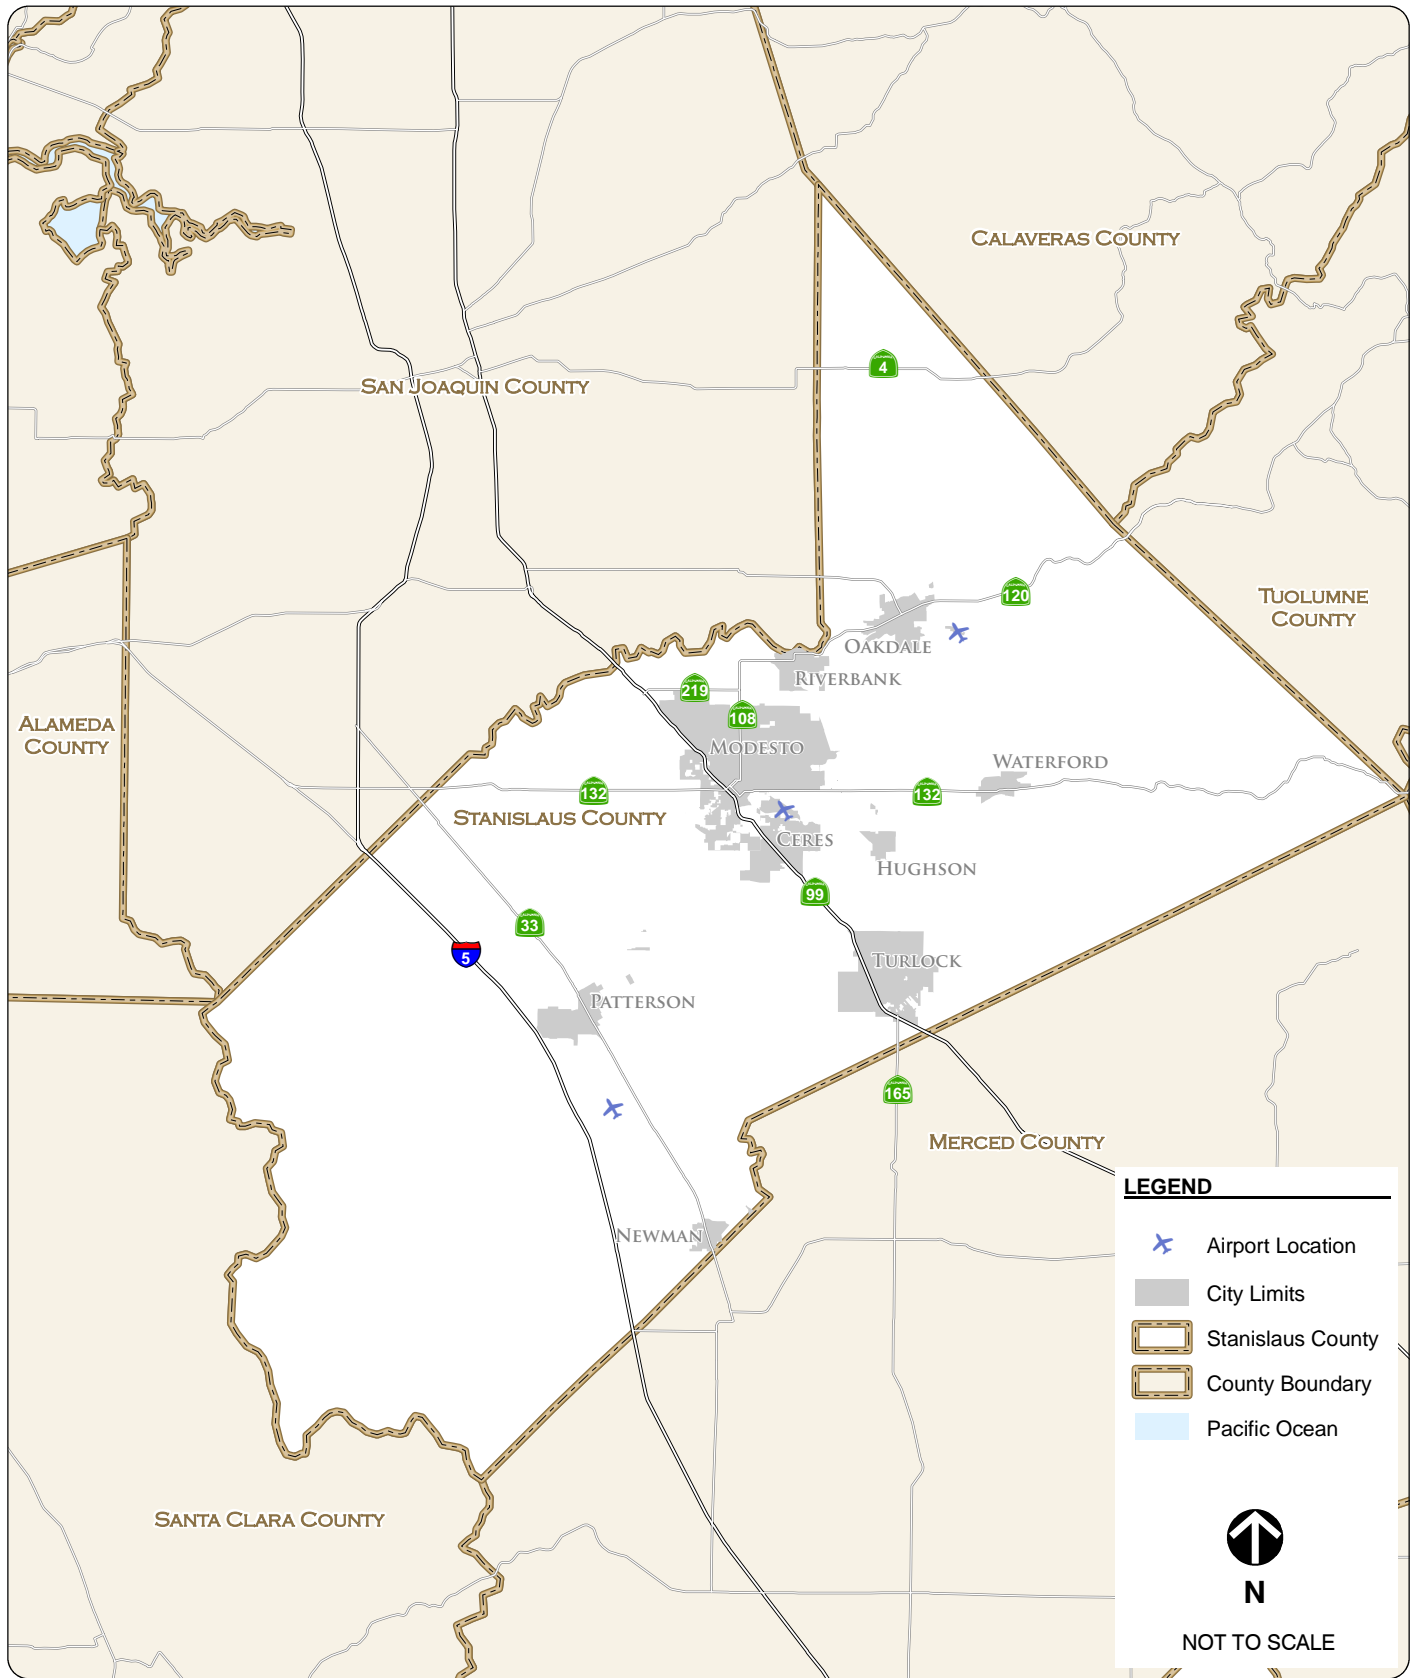 CALAVERAS COUNTY
4
SAN JOAQUIN COUNTY
120
TUOLUMNE
COUNTY
OAKDALE
RIVERBANK
219
108
ALAMEDA
COUNTY
MODESTO
WATERFORD
132
132
STANISLAUS COUNTY
CERES
HUGHSON
99
33
5
TURLOCK
PATTERSON
165
MERCED COUNTY
NEWMAN
LEGEND
Airport Location
City Limits
Stanislaus County
County Boundary
Pacific Ocean
SANTA CLARA COUNTY
N
NOT TO SCALE